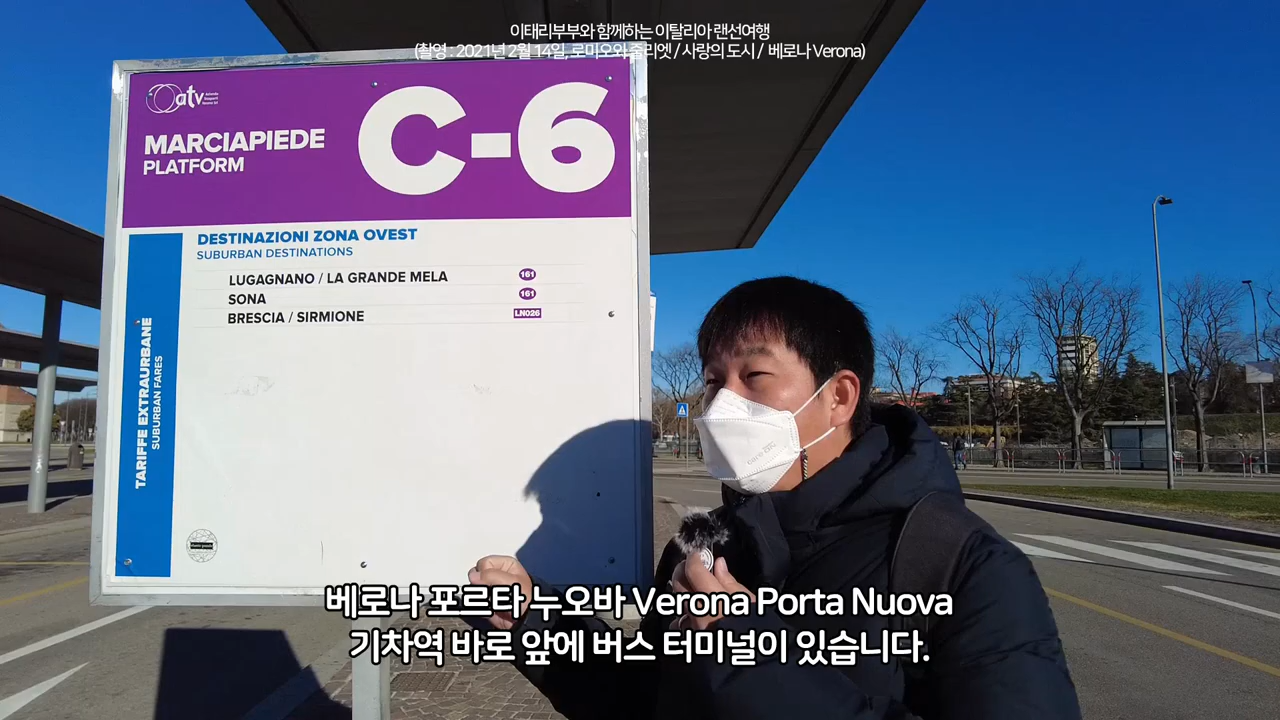 이태리부부와 함께하는 이탈리아 랜선여행
(촬영 : 2021년 2월 14일, 로미오와 줄리엣 / 사랑의 도시 / 베로나 Verona)
atv
MARCIAPIEDE
PLATFORM
C-6
DESTINAZIONI ZONA OVEST
SUBURBAN DESTINATIONS
LUGAGNANO / LA GRANDE MELA 161
SONA 161
BRESCIA / SIRMIONE LN026
TARIFFE EXTRAURBANE
SUBURBAN FARES
베로나 포르타 누오바 Verona Porta Nuova
기차역 바로 앞에 버스 터미널이 있습니다.